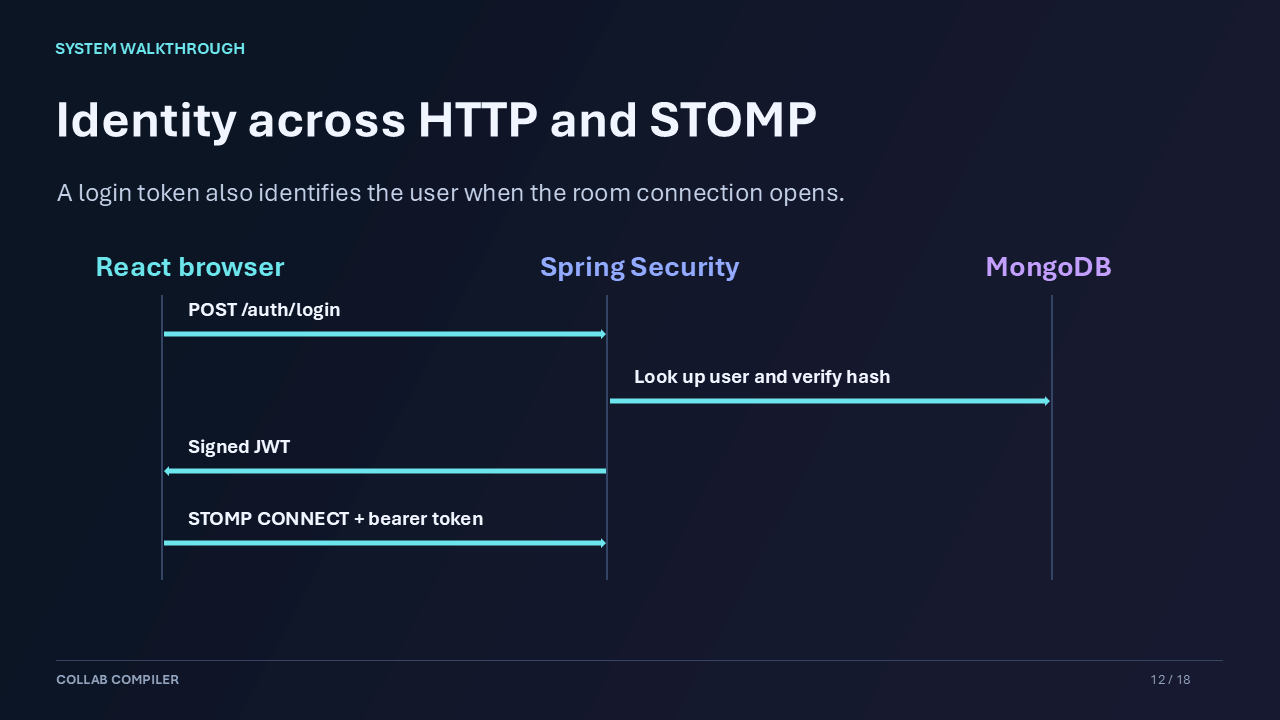 SYSTEM WALKTHROUGH
Identity across HTTP and STOMP
A login token also identifies the user when the room connection opens.
React browser
Spring Security
MongoDB
POST /auth/login
Look up user and verify hash
Signed JWT
STOMP CONNECT + bearer token
COLLAB COMPILER
12 / 18